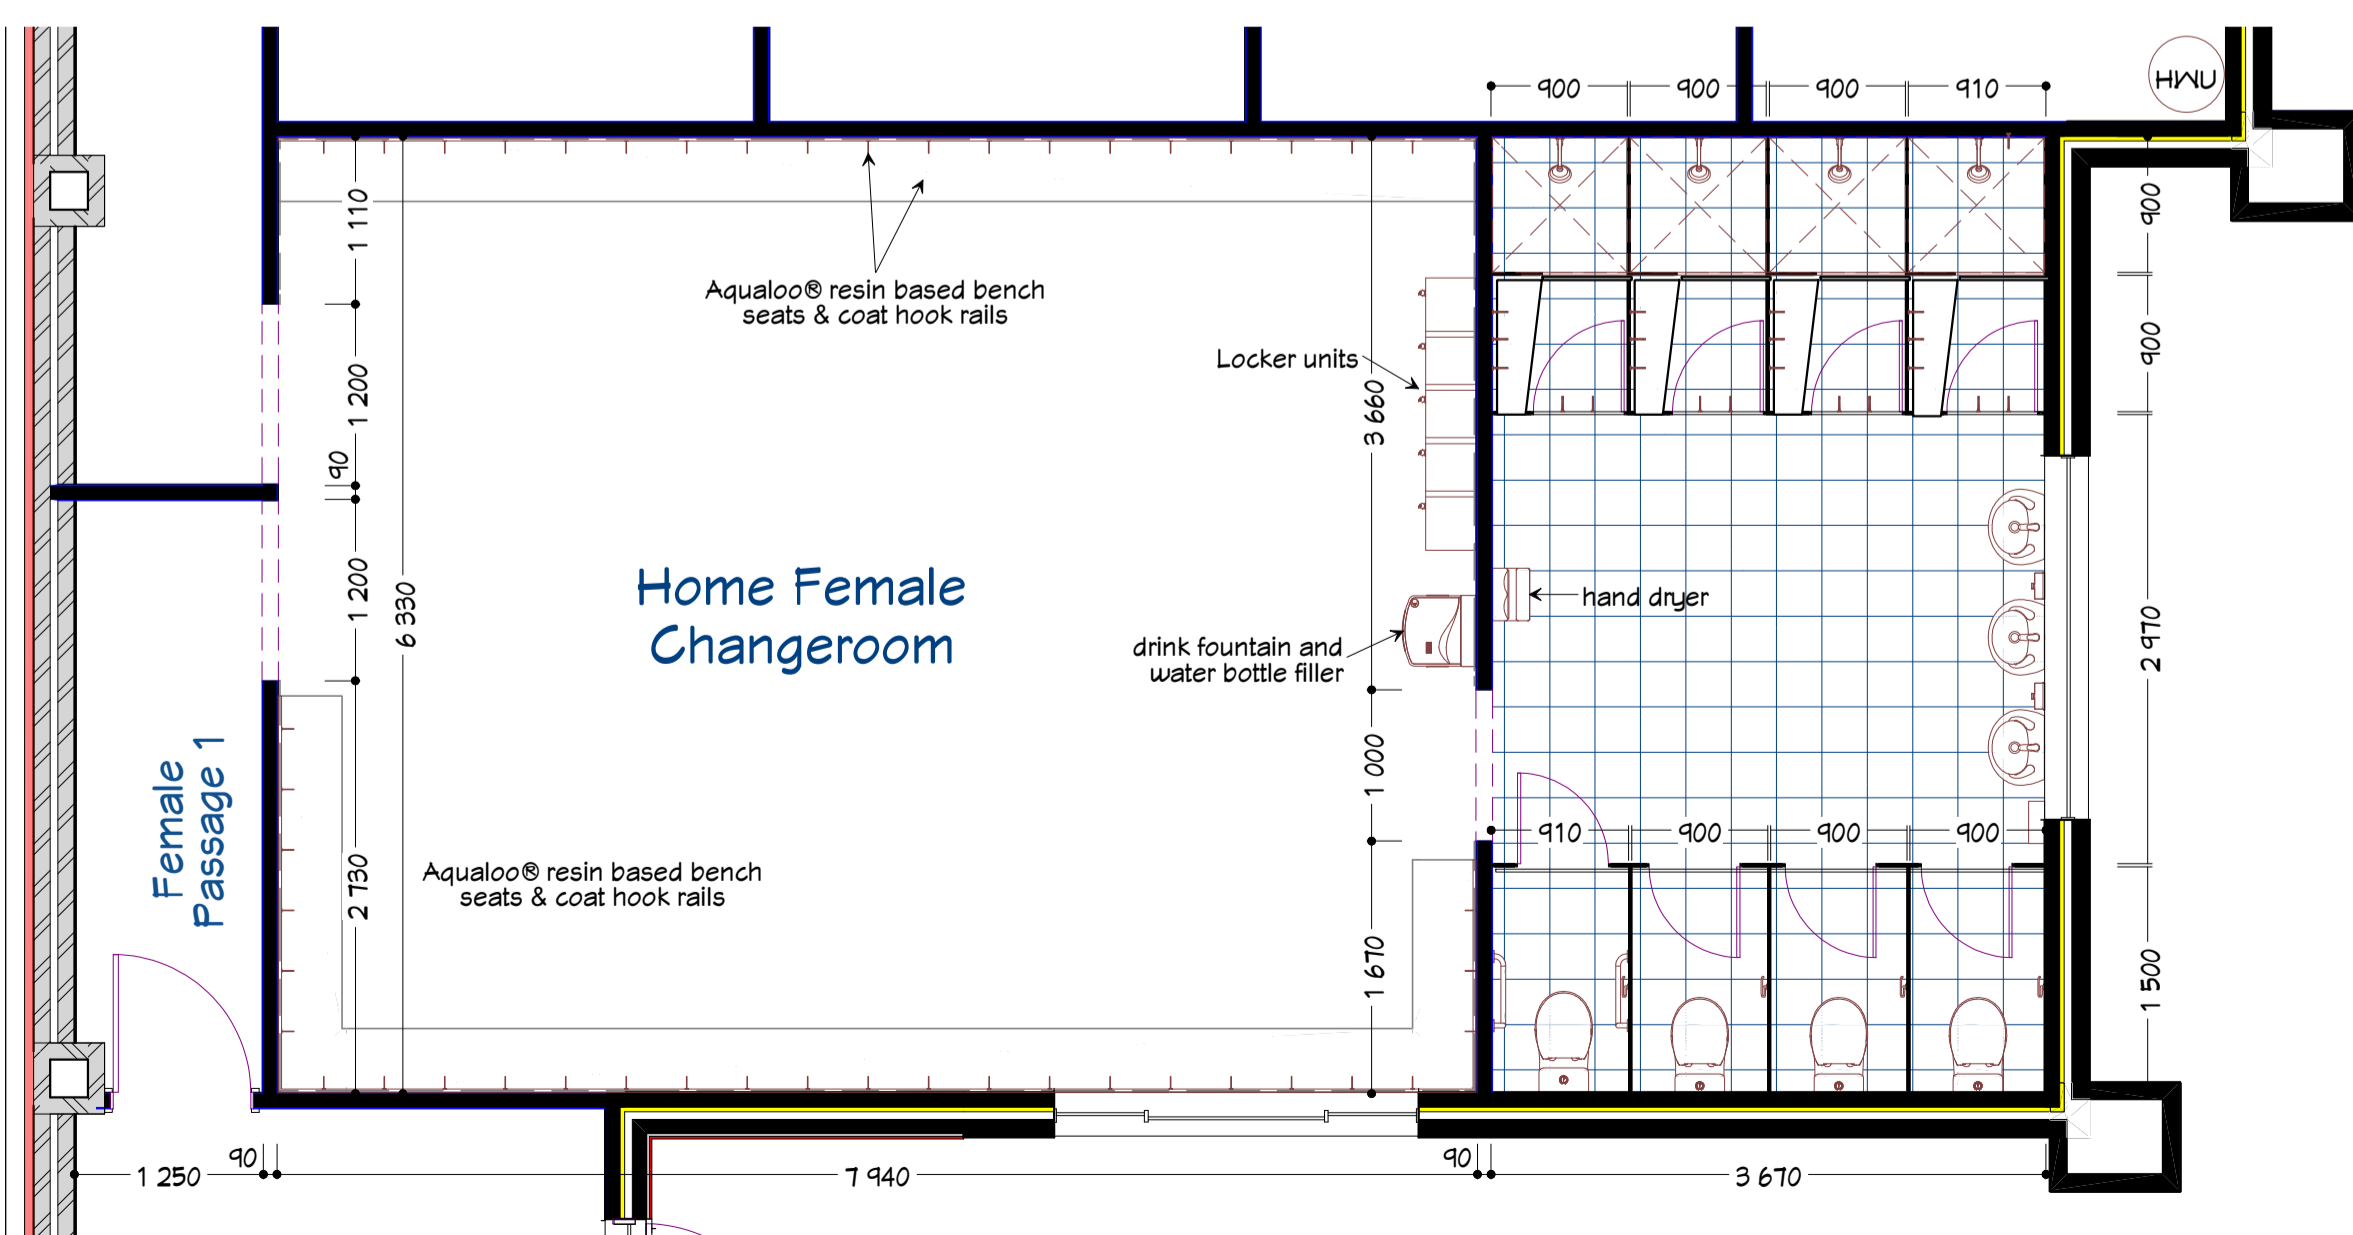 900 900 900 910
HWU
1 110
900
Aqualoo® resin based bench
seats & coat hook rails
Locker units
1 200
3 660
900
90
Home Female
Changeroom
1 200
6 330
hand dryer
drink fountain and
water bottle filler
2 970
1 000
Female
Passage 1
910 900 900 900
2 730
Aqualoo® resin based bench
seats & coat hook rails
1 670
1 500
1 250
90
7 940
90
3 670